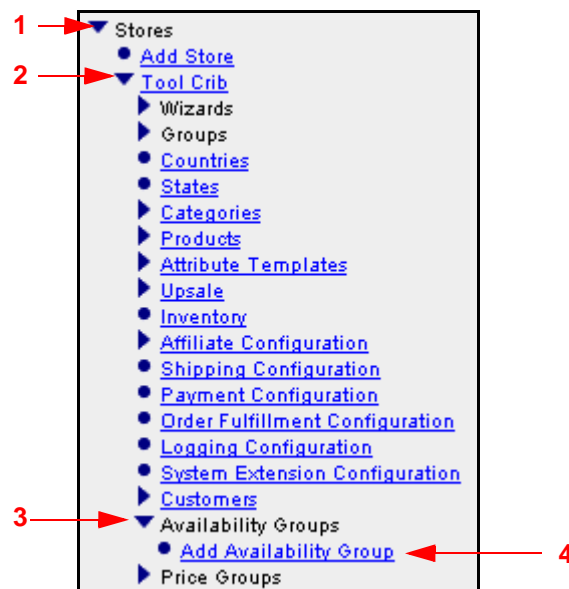 1 Stores
Add Store
2 Tool Crib
Wizards
Groups
Countries
States
Categories
Products
Attribute Templates
Upsale
Inventory
Affiliate Configuration
Shipping Configuration
Payment Configuration
Order Fulfillment Configuration
Logging Configuration
System Extension Configuration
Customers
3 Availability Groups
Add Availability Group 4
Price Groups